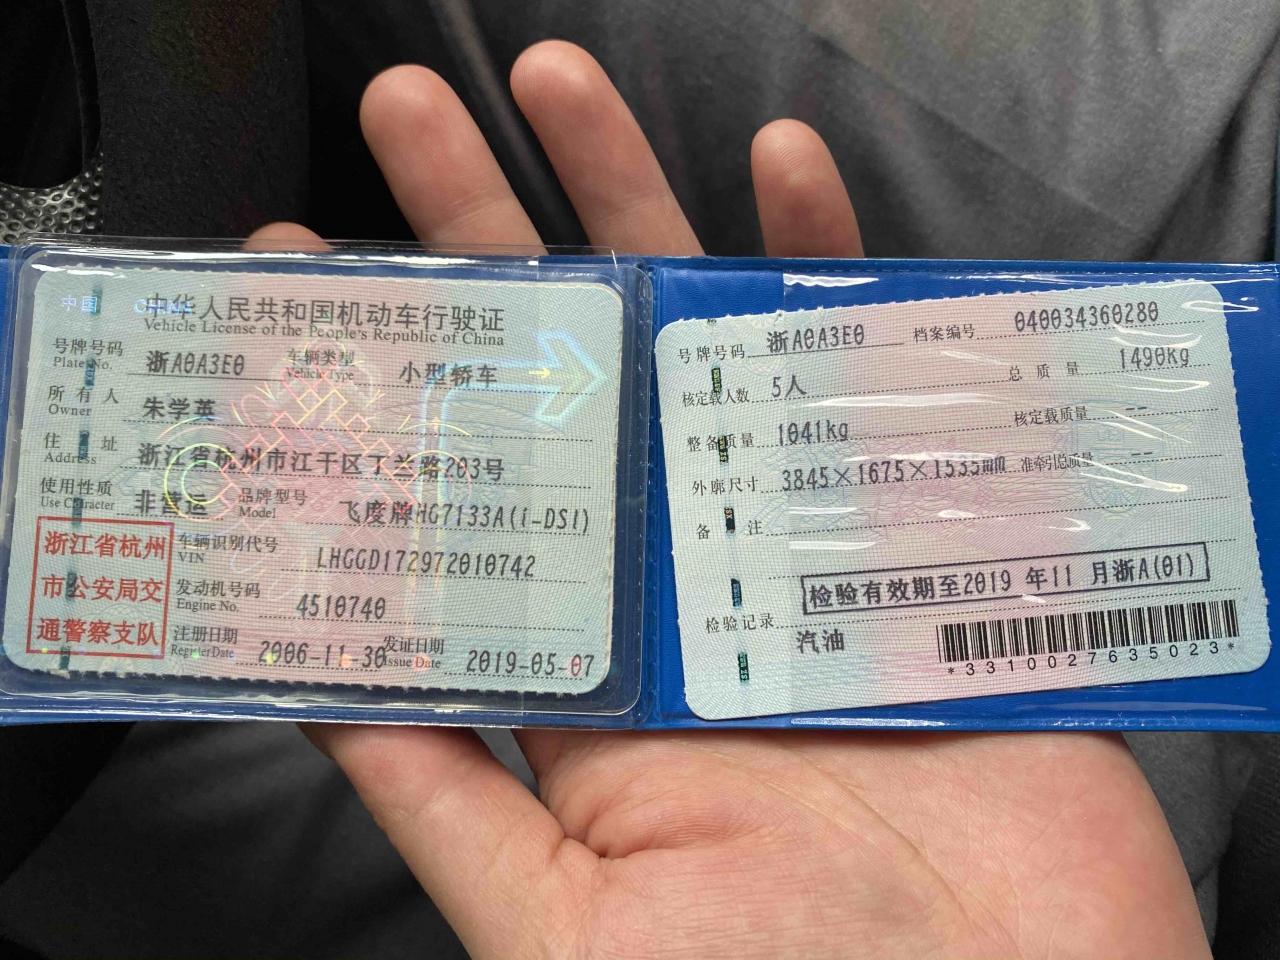 中国 CHINA
中华人民共和国机动车行驶证
Vehicle License of the People's Republic of China
号牌号码 浙A0A3E0 车辆类型 小型轿车
Plate No. Vehicle Type
所有人 朱学英
Owner
住址 浙江省杭州市江干区丁兰路203号
Address
使用性质 非营运 品牌型号 飞度牌HG7133A(i-DSI)
Use Character Model
浙江省杭州
市公安局交
通警察支队
车辆识别代号 LHGGD172972010742
VIN
发动机号码 4510740
Engine No.
注册日期 2006-11-30 发证日期 2019-05-07
Register Date Issue Date
号牌号码 浙A0A3E0 档案编号 040034360280
核定载人数 5人 总质量 1490kg
整备质量 1041kg 核定载质量 --
外廓尺寸 3845×1675×1535mm 准牵引总质量 --
备注
检验有效期至2019 年11 月浙A(01)
检验记录
汽油
*3310027635023*